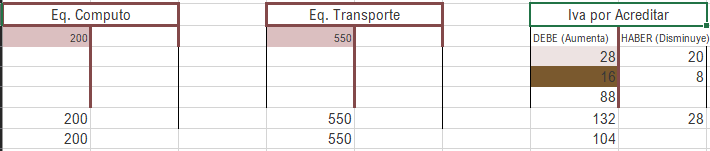 Eq. Computo Eq. Transporte Iva por Acreditar
200 550 DEBE (Aumenta) HABER (Disminuye)
28 20
16 8
88
200 550 132 28
200 550 104